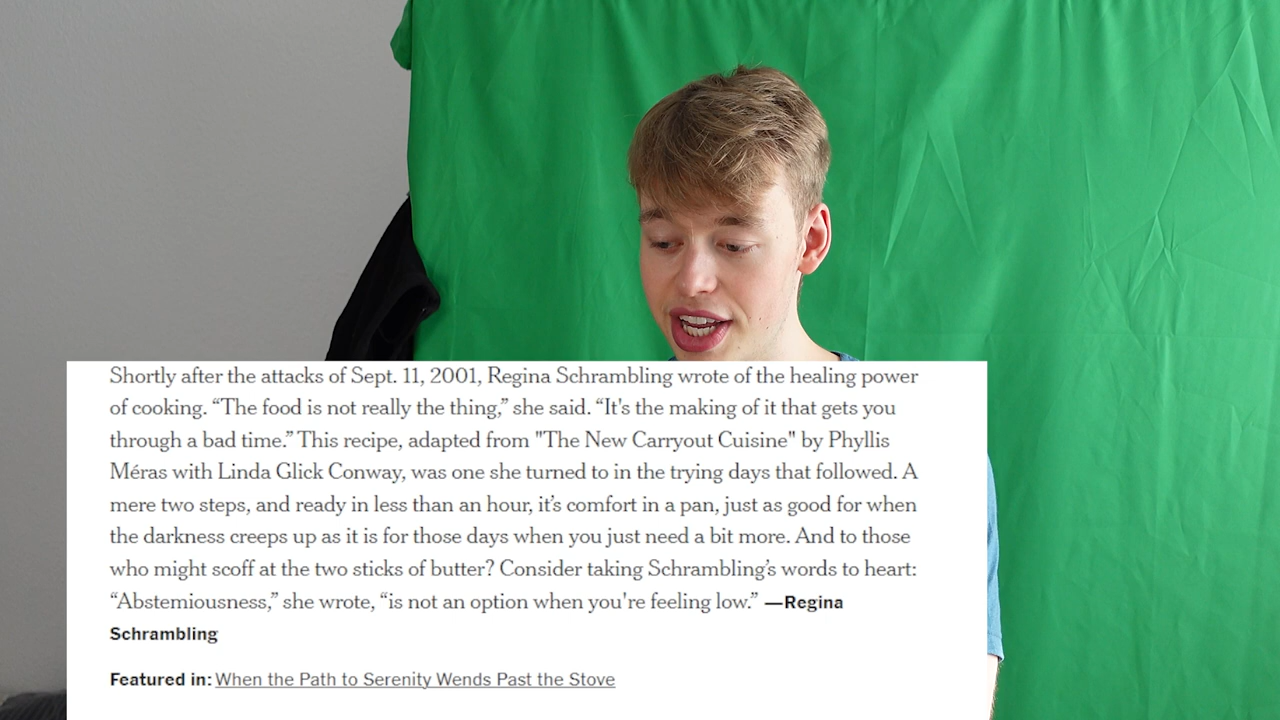 Shortly after the attacks of Sept. 11, 2001, Regina Schrambling wrote of the healing power
of cooking. “The food is not really the thing,” she said. “It's the making of it that gets you
through a bad time.” This recipe, adapted from "The New Carryout Cuisine" by Phyllis
Méras with Linda Glick Conway, was one she turned to in the trying days that followed. A
mere two steps, and ready in less than an hour, it’s comfort in a pan, just as good for when
the darkness creeps up as it is for those days when you just need a bit more. And to those
who might scoff at the two sticks of butter? Consider taking Schrambling’s words to heart:
“Abstemiousness,” she wrote, “is not an option when you're feeling low.” —Regina
Schrambling
Featured in: When the Path to Serenity Wends Past the Stove